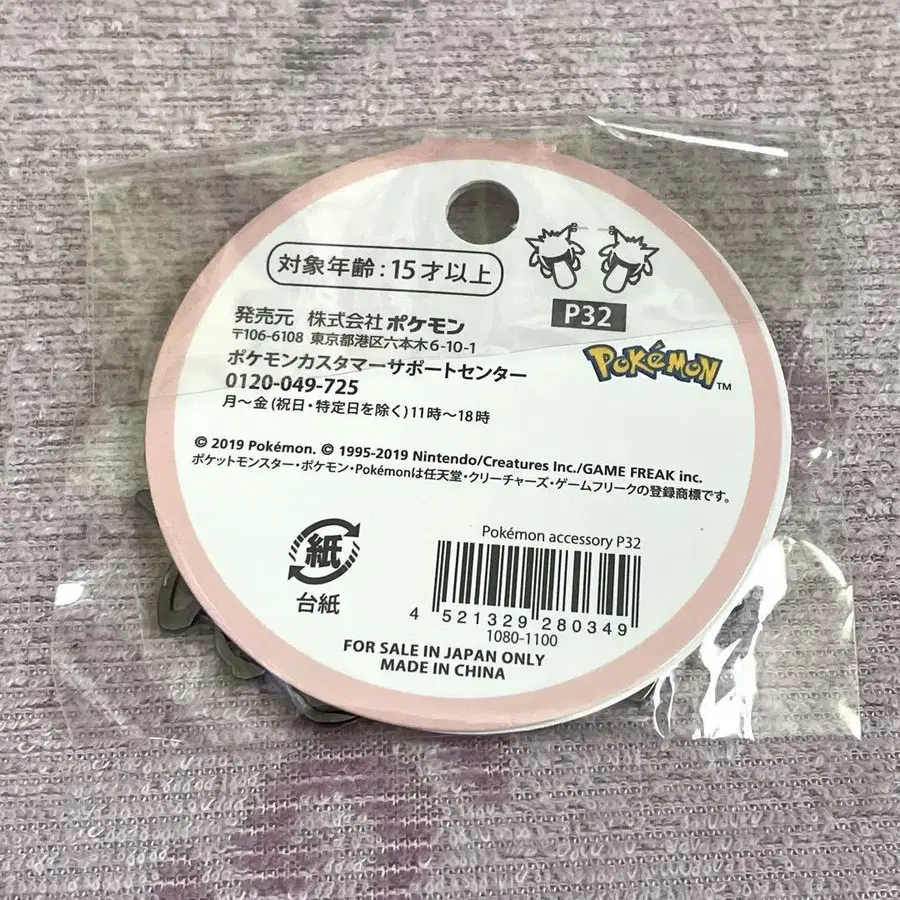 対象年齢:15才以上
P32
発売元 株式会社 ポケモン
〒106-6108 東京都港区六本木6-10-1
ポケモンカスタマーサポートセンター
0120-049-725
月〜金(祝日・特定日を除く)11時〜18時
POKéMON™
© 2019 Pokémon. © 1995-2019 Nintendo/Creatures Inc./GAME FREAK inc.
ポケットモンスター・ポケモン・Pokémonは任天堂・クリーチャーズ・ゲームフリークの登録商標です。
紙
台紙
Pokémon accessory P32
4 521329 280349
1080-1100
FOR SALE IN JAPAN ONLY
MADE IN CHINA